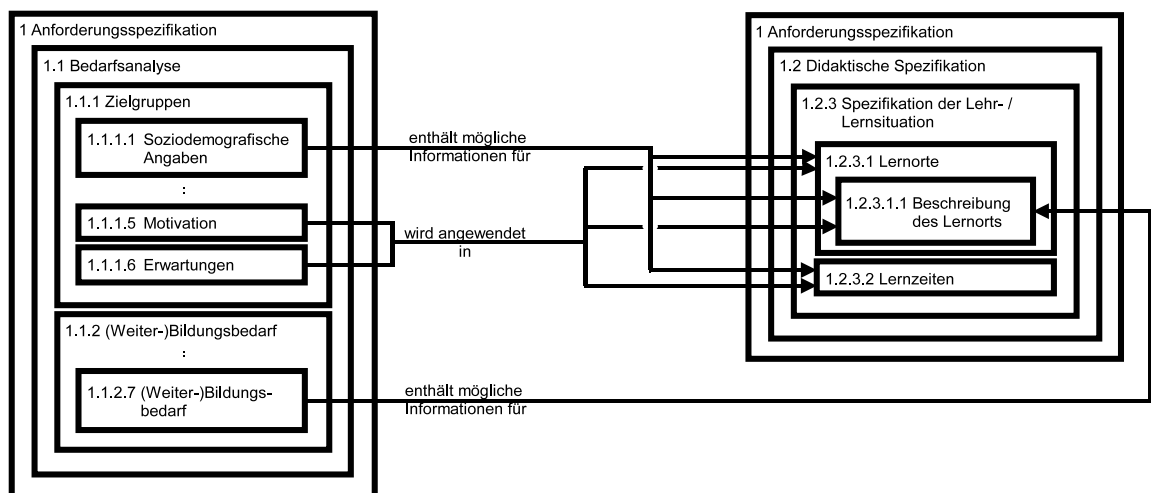 1 Anforderungsspezifikation
1.1 Bedarfsanalyse
1.1.1 Zielgruppen
1.1.1.1 Soziodemografische
Angaben
:
1.1.1.5 Motivation
1.1.1.6 Erwartungen
1.1.2 (Weiter-)Bildungsbedarf
:
1.1.2.7 (Weiter-)Bildungs-
bedarf
enthält mögliche
Informationen für
wird angewendet
in
enthält mögliche
Informationen für
1 Anforderungsspezifikation
1.2 Didaktische Spezifikation
1.2.3 Spezifikation der Lehr- /
Lernsituation
1.2.3.1 Lernorte
1.2.3.1.1 Beschreibung
des Lernorts
1.2.3.2 Lernzeiten